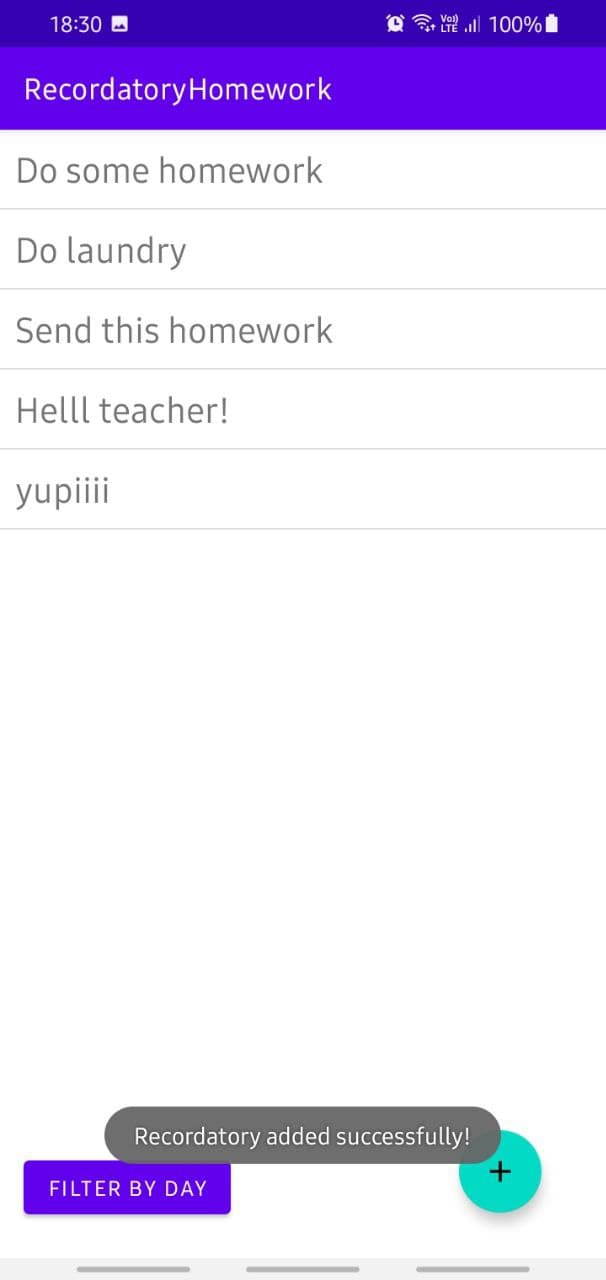 18:30 Vo)) LTE 100%
RecordatoryHomework
Do some homework
Do laundry
Send this homework
Helll teacher!
yupiiii
Recordatory added successfully!
FILTER BY DAY +